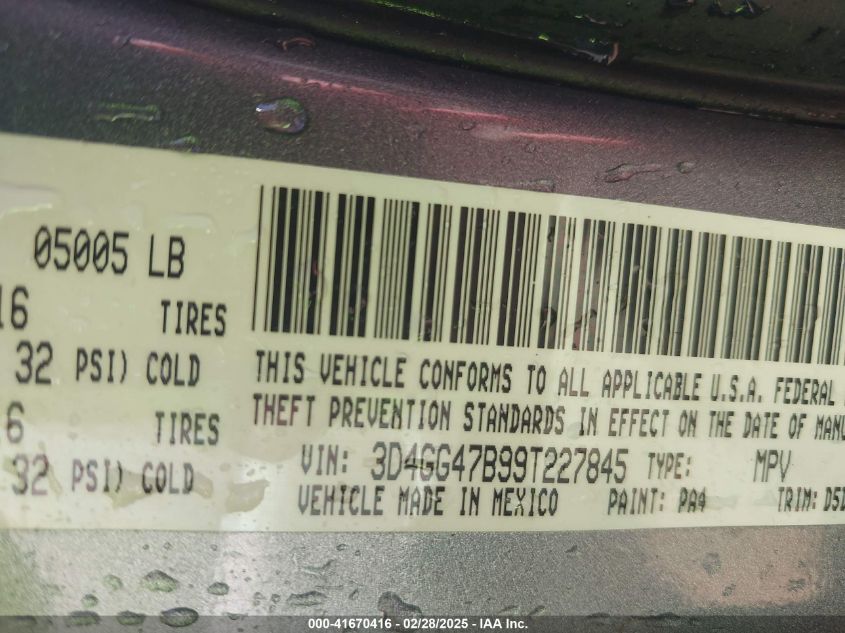 05005 LB
16 TIRES
32 PSI) COLD
6 TIRES
32 PSI) COLD
THIS VEHICLE CONFORMS TO ALL APPLICABLE U.S.A. FEDERAL
THEFT PREVENTION STANDARDS IN EFFECT ON THE DATE OF MANU
VIN: 3D4GG47B99T227845 TYPE: MPV
VEHICLE MADE IN MEXICO PAINT: PA4 TRIM: D5D
000-41670416 - 02/28/2025 - IAA Inc.